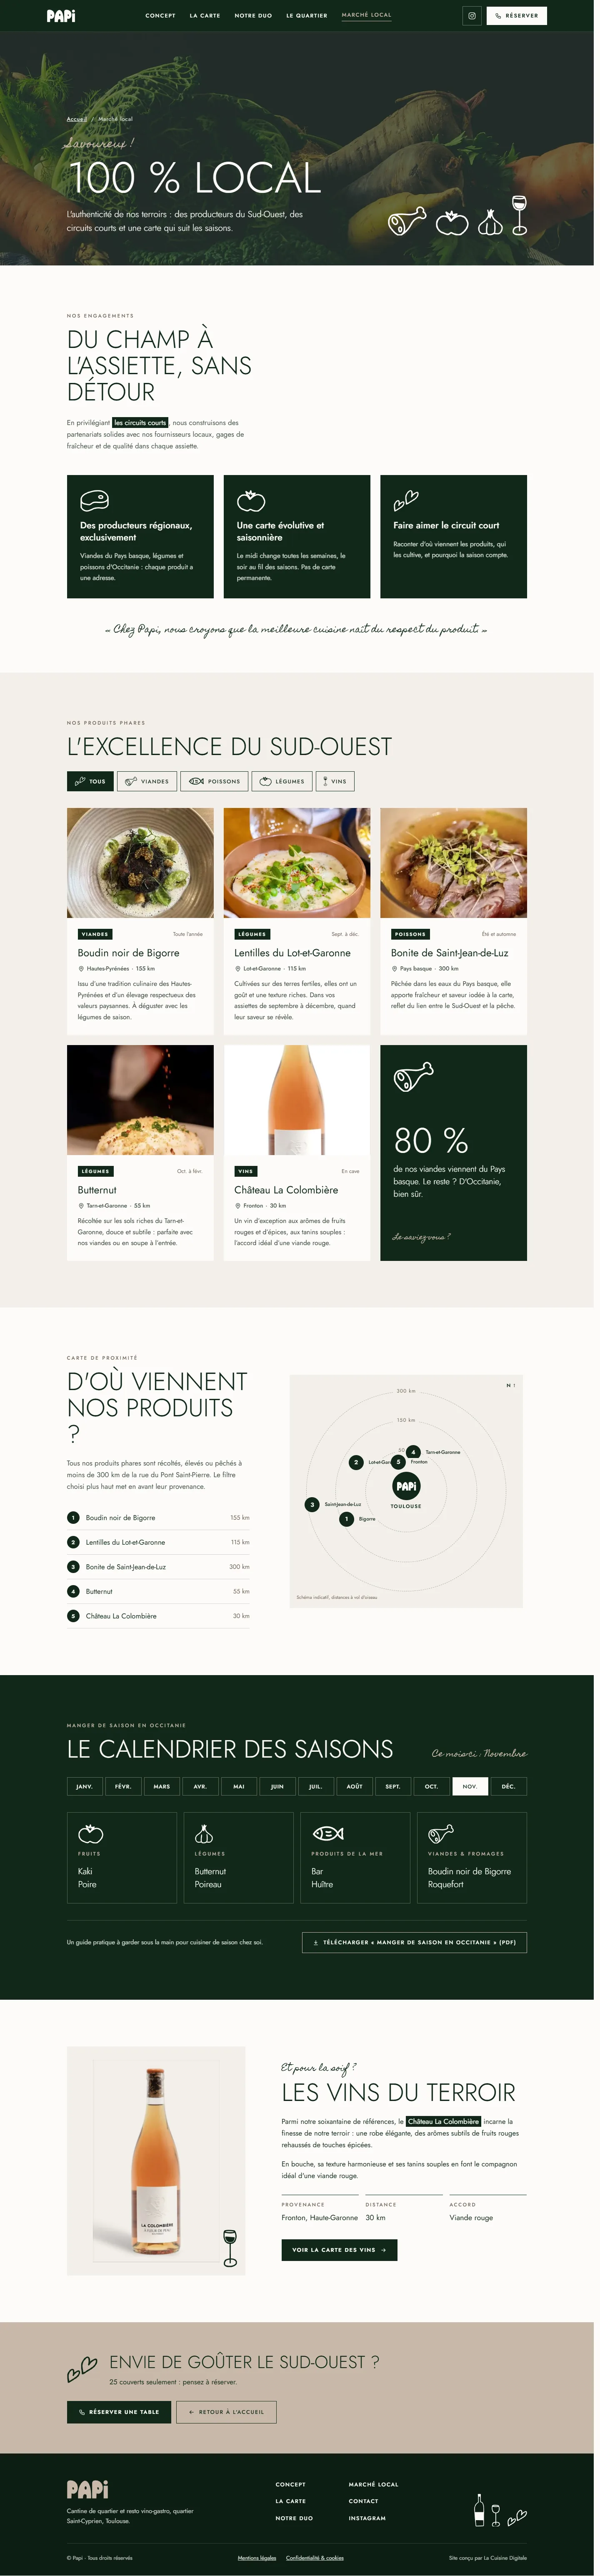 PAPi
CONCEPT
LA CARTE
NOTRE DUO
LE QUARTIER
MARCHÉ LOCAL
RÉSERVER
Accueil / Marché local
Savoureux !
100 % LOCAL
L'authenticité de nos terroirs : des producteurs du Sud-Ouest, des
circuits courts et une carte qui suit les saisons.
NOS ENGAGEMENTS
DU CHAMP À
L'ASSIETTE, SANS
DÉTOUR
En privilégiant les circuits courts, nous construisons des
partenariats solides avec nos fournisseurs locaux, gages de
fraîcheur et de qualité dans chaque assiette.
Des producteurs régionaux,
exclusivement
Viandes du Pays basque, légumes et
poissons d'Occitanie : chaque produit a
une adresse.
Une carte évolutive et
saisonnière
Le midi change toutes les semaines, le
soir au fil des saisons. Pas de carte
permanente.
Faire aimer le circuit court
Raconter d'où viennent les produits, qui
les cultive, et pourquoi la saison compte.
« Chez Papi, nous croyons que la meilleure cuisine naît du respect du produit. »
NOS PRODUITS PHARES
L'EXCELLENCE DU SUD-OUEST
TOUS
VIANDES
POISSONS
LÉGUMES
VINS
VIANDES
Toute l'année
Boudin noir de Bigorre
Hautes-Pyrénées · 155 km
Issu d'une tradition culinaire des Hautes-
Pyrénées et d'un élevage respectueux des
valeurs paysannes. À déguster avec les
légumes de saison.
LÉGUMES
Sept. à déc.
Lentilles du Lot-et-Garonne
Lot-et-Garonne · 115 km
Cultivées sur des terres fertiles, elles ont un
goût et une texture riches. Dans vos
assiettes de septembre à décembre, quand
leur saveur se révèle.
POISSONS
Été et automne
Bonite de Saint-Jean-de-Luz
Pays basque · 300 km
Pêchée dans les eaux du Pays basque, elle
apporte fraîcheur et saveur iodée à la carte,
reflet du lien entre le Sud-Ouest et la pêche.
LÉGUMES
Oct. à févr.
Butternut
Tarn-et-Garonne · 55 km
Récoltée sur les sols riches du Tarn-et-
Garonne, douce et subtile : parfaite avec
nos viandes ou en soupe à l'entrée.
VINS
En cave
Château La Colombière
Fronton · 30 km
Un vin d'exception aux arômes de fruits
rouges et d'épices, aux tanins souples :
l'accord idéal d'une viande rouge.
80 %
de nos viandes viennent du Pays
basque. Le reste ? D'Occitanie,
bien sûr.
Le saviez-vous ?
CARTE DE PROXIMITÉ
D'OÙ VIENNENT
NOS PRODUITS
?
Tous nos produits phares sont récoltés, élevés ou pêchés à
moins de 300 km de la rue du Pont Saint-Pierre. Le filtre
choisi plus haut met en avant leur provenance.
1 Boudin noir de Bigorre 155 km
2 Lentilles du Lot-et-Garonne 115 km
3 Bonite de Saint-Jean-de-Luz 300 km
4 Butternut 55 km
5 Château La Colombière 30 km
N ↑
300 km
150 km
50
4 Tarn-et-Garonne
2 Lot-et-Gar
5 Fronton
PAPi
TOULOUSE
3 Saint-Jean-de-Luz
1 Bigorre
Schéma indicatif, distances à vol d'oiseau.
MANGER DE SAISON EN OCCITANIE
LE CALENDRIER DES SAISONS
Ce mois-ci : Novembre
JANV.
FÉVR.
MARS
AVR.
MAI
JUIN
JUIL.
AOÛT
SEPT.
OCT.
NOV.
DÉC.
FRUITS
Kaki
Poire
LÉGUMES
Butternut
Poireau
PRODUITS DE LA MER
Bar
Huître
VIANDES & FROMAGES
Boudin noir de Bigorre
Roquefort
Un guide pratique à garder sous la main pour cuisiner de saison chez soi.
TÉLÉCHARGER « MANGER DE SAISON EN OCCITANIE » (PDF)
LA COLOMBIÈRE
Et pour la soif ?
LES VINS DU TERROIR
Parmi notre soixantaine de références, le Château La Colombière incarne la
finesse de notre terroir : une robe élégante, des arômes subtils de fruits rouges
rehaussés de touches épicées.
En bouche, sa texture harmonieuse et ses tanins souples en font le compagnon
idéal d'une viande rouge.
PROVENANCE
Fronton, Haute-Garonne
DISTANCE
30 km
ACCORD
Viande rouge
VOIR LA CARTE DES VINS →
ENVIE DE GOÛTER LE SUD-OUEST ?
25 couverts seulement : pensez à réserver.
RÉSERVER UNE TABLE
← RETOUR À L'ACCUEIL
PAPi
Cantine de quartier et resto vino-gastro, quartier
Saint-Cyprien, Toulouse.
CONCEPT
LA CARTE
NOTRE DUO
MARCHÉ LOCAL
CONTACT
INSTAGRAM
© Papi · Tous droits réservés
Mentions légales
Confidentialité & cookies
Site conçu par La Cuisine Digitale